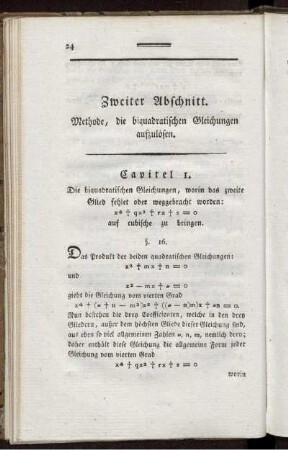 24
Zweiter Abschnitt.
Methode, die biquadratischen Gleichungen
aufzulösen.
Capitel 1.
Die biquadratischen Gleichungen, worin das zweite
Glied fehlet oder weggebracht worden:
x⁴ † qx² † rx † s = 0
auf cubische zu bringen.
§. 16.
Das Produkt der beiden quadratischen Gleichungen:
x² † mx † n = 0
und
x² — mx † ν = 0
giebt die Gleichung vom vierten Grad
x⁴ † (ν † n — m²)x² † (ν — n)mx † νn = 0.
Nun bestehen die drey Coefficienten, welche in den drey
Gliedern, außer dem höchsten Gliede dieser Gleichung sind,
aus eben so viel allgemeinen Zahlen ν, n, m, nemlich drey;
daher enthält diese Gleichung die allgemeine Form jeder
Gleichung vom vierten Grad
x⁴ † qx² † rx † s = 0
worin